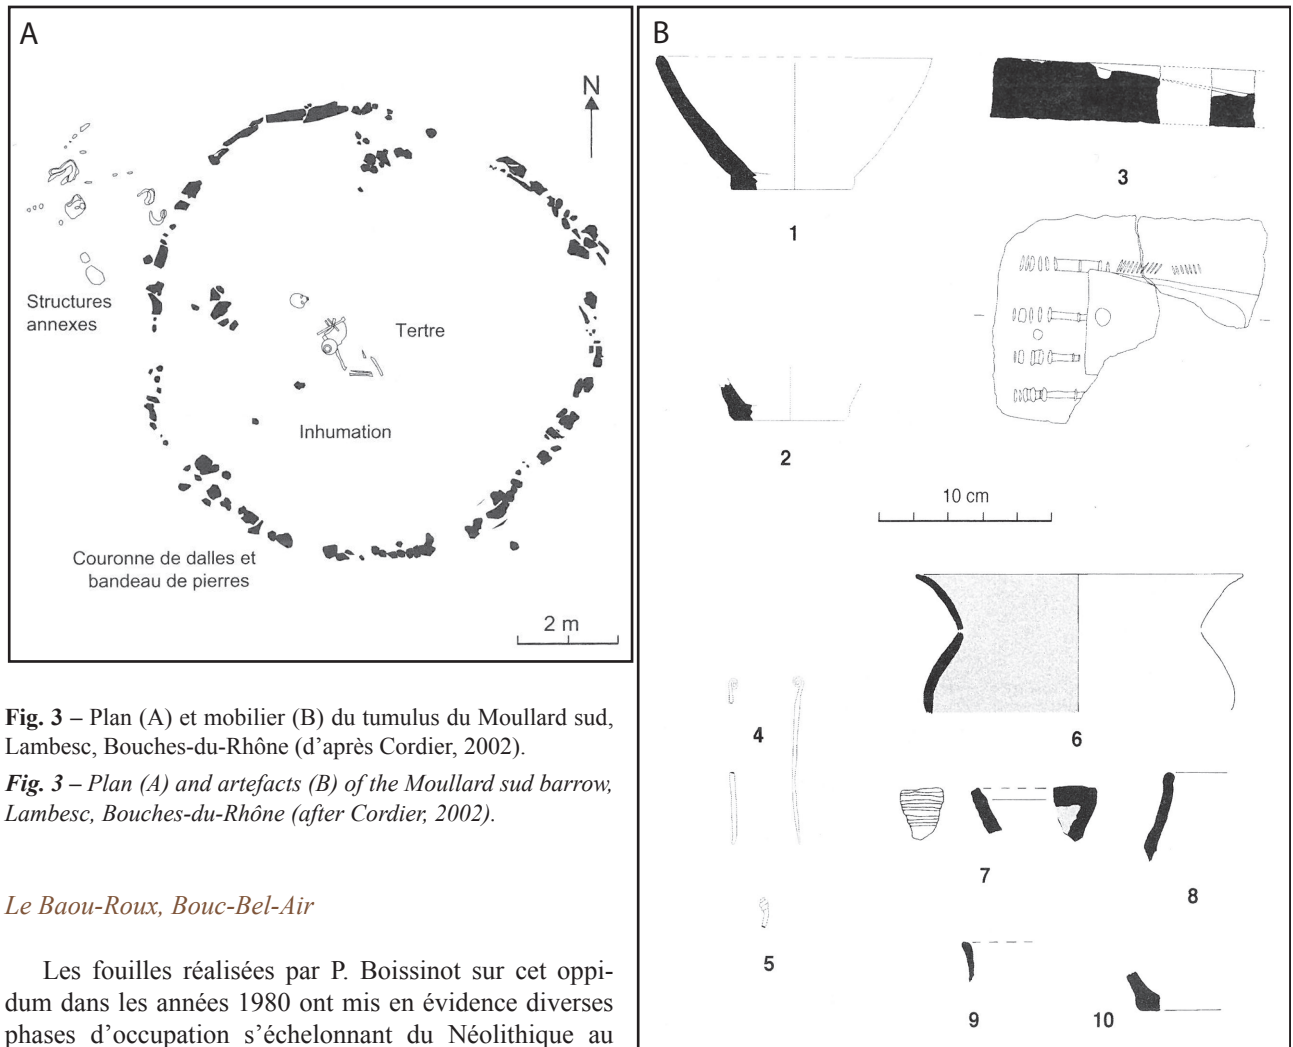 A
N
Structures
annexes
Tertre
Inhumation
Couronne de dalles et
bandeau de pierres
2 m
Fig. 3 – Plan (A) et mobilier (B) du tumulus du Moullard sud,
Lambesc, Bouches-du-Rhône (d'après Cordier, 2002).
Fig. 3 – Plan (A) and artefacts (B) of the Moullard sud barrow,
Lambesc, Bouches-du-Rhône (after Cordier, 2002).
Le Baou-Roux, Bouc-Bel-Air
Les fouilles réalisées par P. Boissinot sur cet oppi-
dum dans les années 1980 ont mis en évidence diverses
phases d'occupation s'échelonnant du Néolithique au
B
1
3
2
10 cm
4
6
7
8
5
9
10